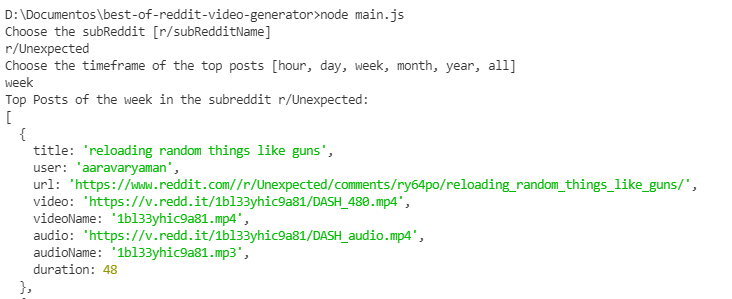 D:\Documentos\best-of-reddit-video-generator>node main.js
Choose the subReddit [r/subRedditName]
r/Unexpected
Choose the timeframe of the top posts [hour, day, week, month, year, all]
week
Top Posts of the week in the subreddit r/Unexpected:
[
  {
    title: 'reloading random things like guns',
    user: 'aaravaryaman',
    url: 'https://www.reddit.com//r/Unexpected/comments/ry64po/reloading_random_things_like_guns/',
    video: 'https://v.redd.it/1bl33yhic9a81/DASH_480.mp4',
    videoName: '1bl33yhic9a81.mp4',
    audio: 'https://v.redd.it/1bl33yhic9a81/DASH_audio.mp4',
    audioName: '1bl33yhic9a81.mp3',
    duration: 48
  },